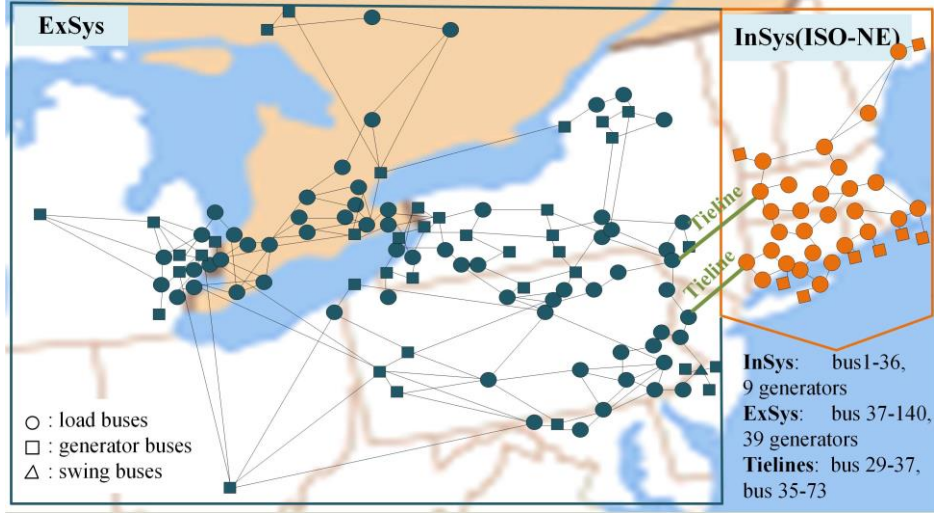 ExSys
InSys(ISO-NE)
Tieline
Tieline
: load buses
: generator buses
: swing buses
InSys: bus1-36,
9 generators
ExSys: bus 37-140,
39 generators
Tielines: bus 29-37,
bus 35-73